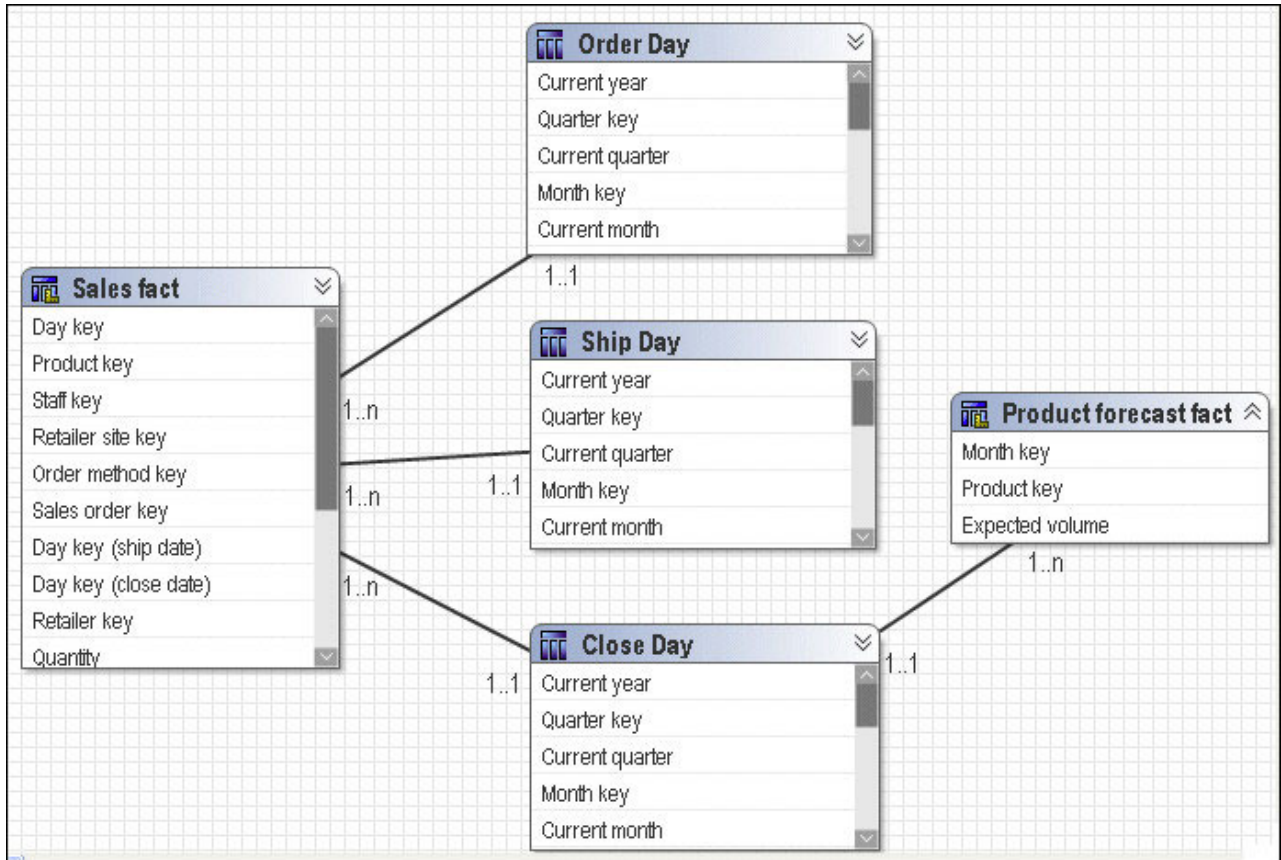 Order Day
Current year
Quarter key
Current quarter
Month key
Current month
1..1
Sales fact
Day key
Product key
Staff key
Retailer site key
Order method key
Sales order key
Day key (ship date)
Day key (close date)
Retailer key
Quantity
1..n
1..n
1..n
Ship Day
Current year
Quarter key
Current quarter
Month key
Current month
1..1
Product forecast fact
Month key
Product key
Expected volume
1..n
Close Day
Current year
Quarter key
Current quarter
Month key
Current month
1..1
1..1